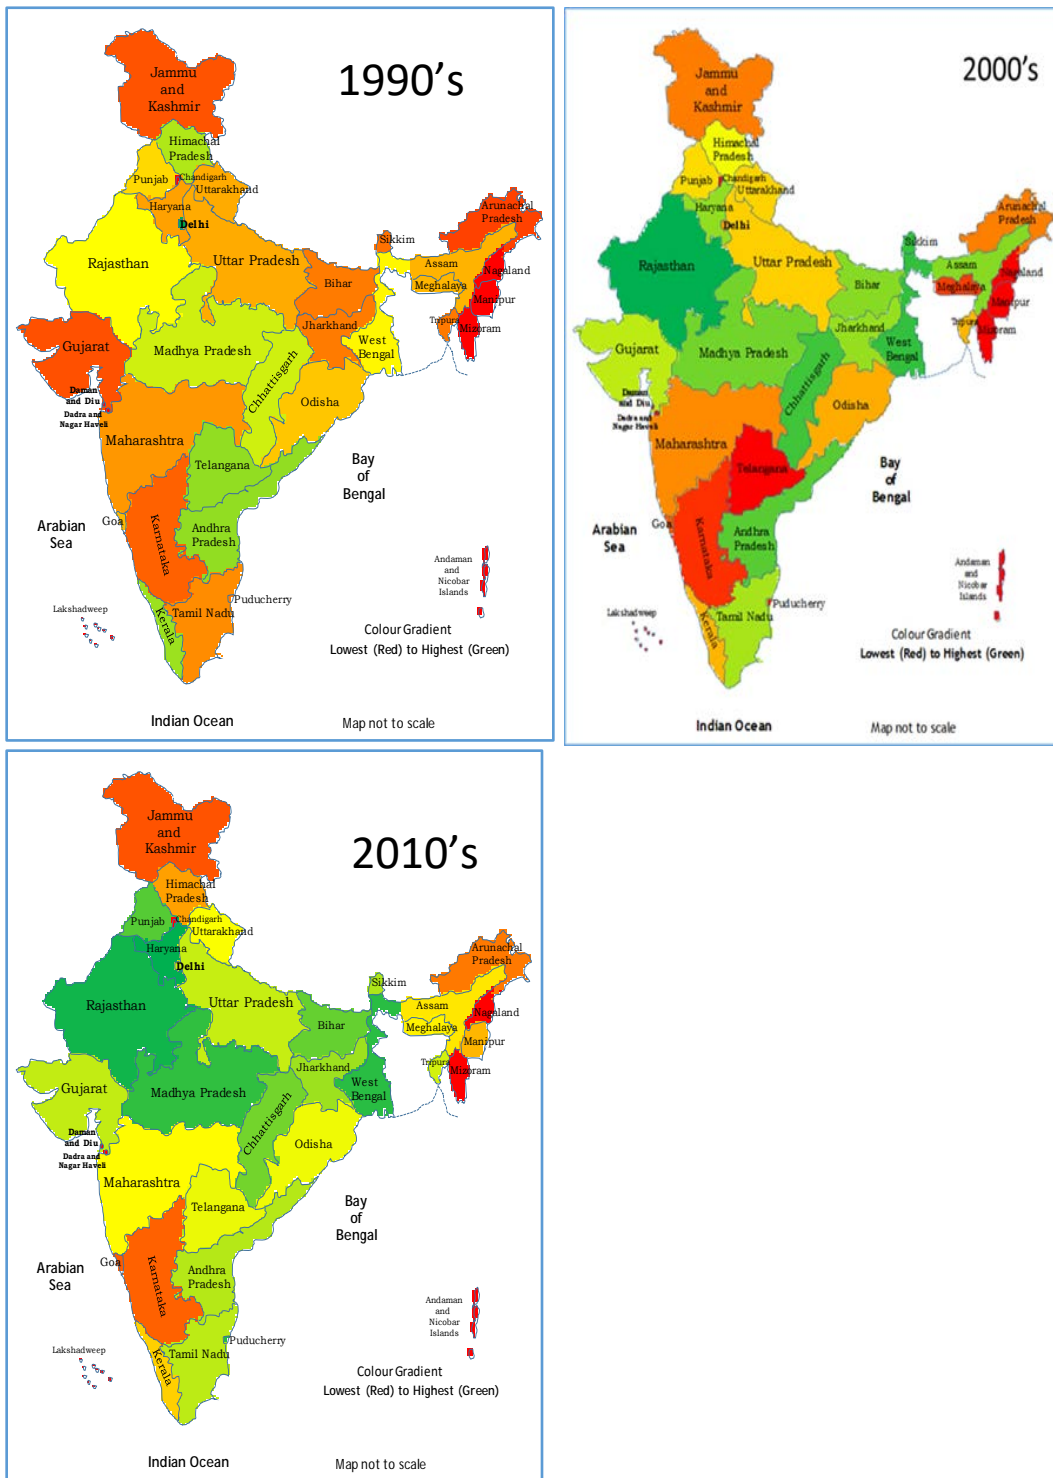 1990's
Jammu
and
Kashmir
Himachal
Pradesh
Punjab
Chandigarh
Uttarakhand
Haryana
Delhi
Arunachal
Pradesh
Sikkim
Rajasthan
Uttar Pradesh
Assam
Nagaland
Bihar
Meghalaya
Manipur
Jharkhand
Tripura
Mizoram
Gujarat
Madhya Pradesh
West
Bengal
Chhattisgarh
Daman
and Diu
Dadra and
Nagar Haveli
Odisha
Maharashtra
Telangana
Bay
of
Bengal
Arabian
Sea
Goa
Karnataka
Andhra
Pradesh
Andaman
and
Nicobar
Islands
Puducherry
Lakshadweep
Kerala
Tamil Nadu
Colour Gradient
Lowest (Red) to Highest (Green)
Indian Ocean
Map not to scale
2000's
Jammu
and
Kashmir
Himachal
Pradesh
Punjab
Chandigarh
Uttarakhand
Haryana
Delhi
Arunachal
Pradesh
Sikkim
Rajasthan
Uttar Pradesh
Assam
Nagaland
Bihar
Meghalaya
Manipur
Jharkhand
Tripura
Mizoram
Gujarat
Madhya Pradesh
West
Bengal
Chhattisgarh
Daman
and Diu
Dadra and
Nagar Haveli
Odisha
Maharashtra
Telangana
Bay
of
Bengal
Arabian
Sea
Goa
Karnataka
Andhra
Pradesh
Andaman
and
Nicobar
Islands
Puducherry
Lakshadweep
Kerala
Tamil Nadu
Colour Gradient
Lowest (Red) to Highest (Green)
Indian Ocean
Map not to scale
2010's
Jammu
and
Kashmir
Himachal
Pradesh
Punjab
Chandigarh
Uttarakhand
Haryana
Delhi
Arunachal
Pradesh
Sikkim
Rajasthan
Uttar Pradesh
Assam
Nagaland
Bihar
Meghalaya
Manipur
Jharkhand
Tripura
Mizoram
Gujarat
Madhya Pradesh
West
Bengal
Chhattisgarh
Daman
and Diu
Dadra and
Nagar Haveli
Odisha
Maharashtra
Telangana
Bay
of
Bengal
Arabian
Sea
Goa
Karnataka
Andhra
Pradesh
Andaman
and
Nicobar
Islands
Puducherry
Lakshadweep
Kerala
Tamil Nadu
Colour Gradient
Lowest (Red) to Highest (Green)
Indian Ocean
Map not to scale